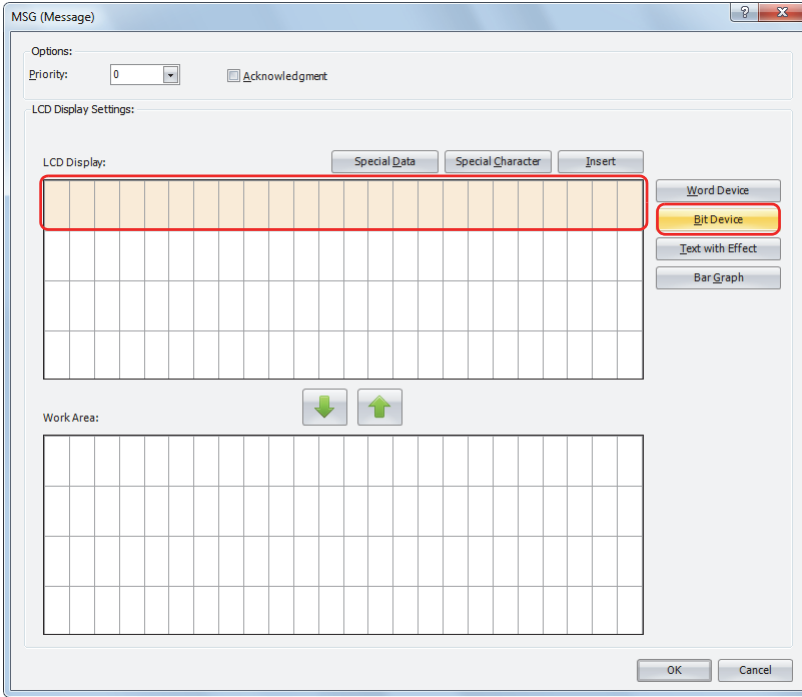 MSG (Message)
Options:
Priority: 0 Acknowledgment
LCD Display Settings:
LCD Display: Special Data Special Character Insert
Word Device
Bit Device
Text with Effect
Bar Graph
Work Area:
OK Cancel